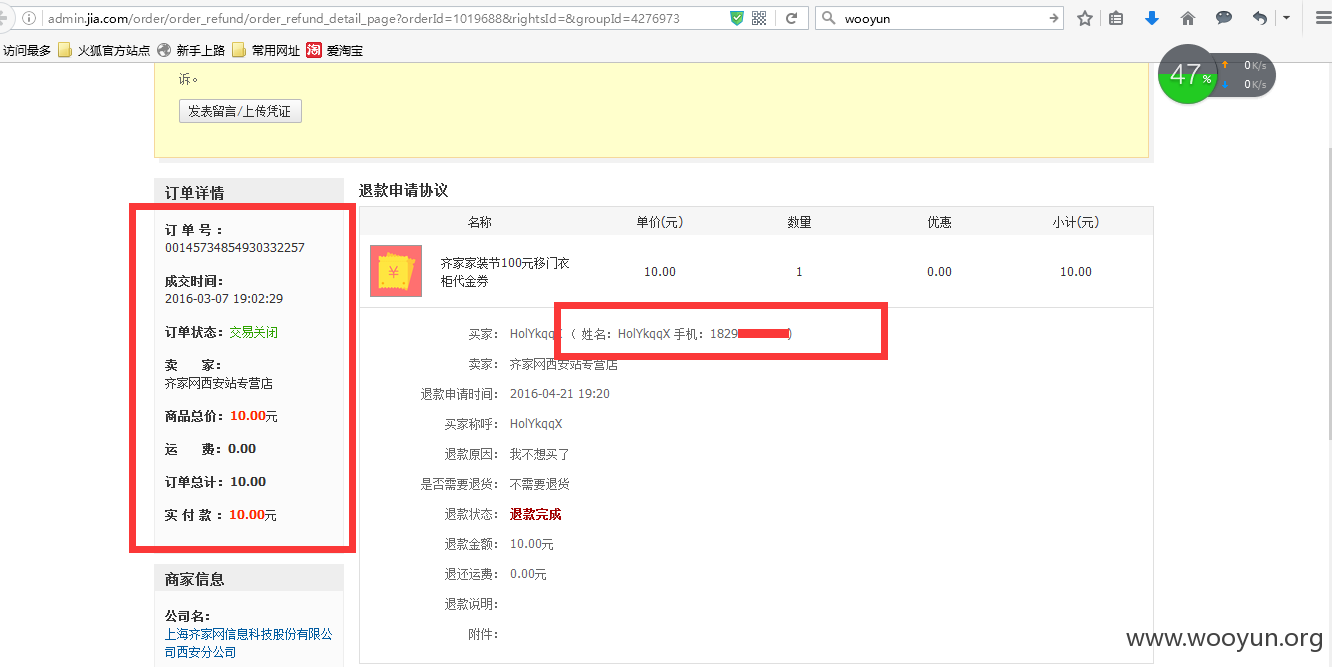 admin.jia.com/order/order_refund/order_refund_detail_page?orderId=1019688&rightsId=&groupId=4276973
wooyun
访问最多 火狐官方站点 新手上路 常用网址 淘 爱淘宝
47%
0K/s
0K/s
诉。
发表留言/上传凭证
订单详情
订 单 号：
00145734854930332257
成交时间：
2016-03-07 19:02:29
订单状态：交易关闭
卖 家：
齐家网西安站专营店
商品总价：10.00元
运 费：0.00
订单总计：10.00
实 付 款：10.00元
商家信息
公司名：
上海齐家网信息科技股份有限公
司西安分公司
退款申请协议
名称 单价(元) 数量 优惠 小计(元)
¥
齐家家装节100元移门衣
柜代金券
10.00 1 0.00 10.00
买家： HolYkqqX （ 姓名：HolYkqqX 手机：1829 )
卖家： 齐家网西安站专营店
退款申请时间： 2016-04-21 19:20
买家称呼： HolYkqqX
退款原因： 我不想买了
是否需要退货： 不需要退货
退款状态： 退款完成
退款金额： 10.00元
退还运费： 0.00元
退款说明：
附件：
www.wooyun.org